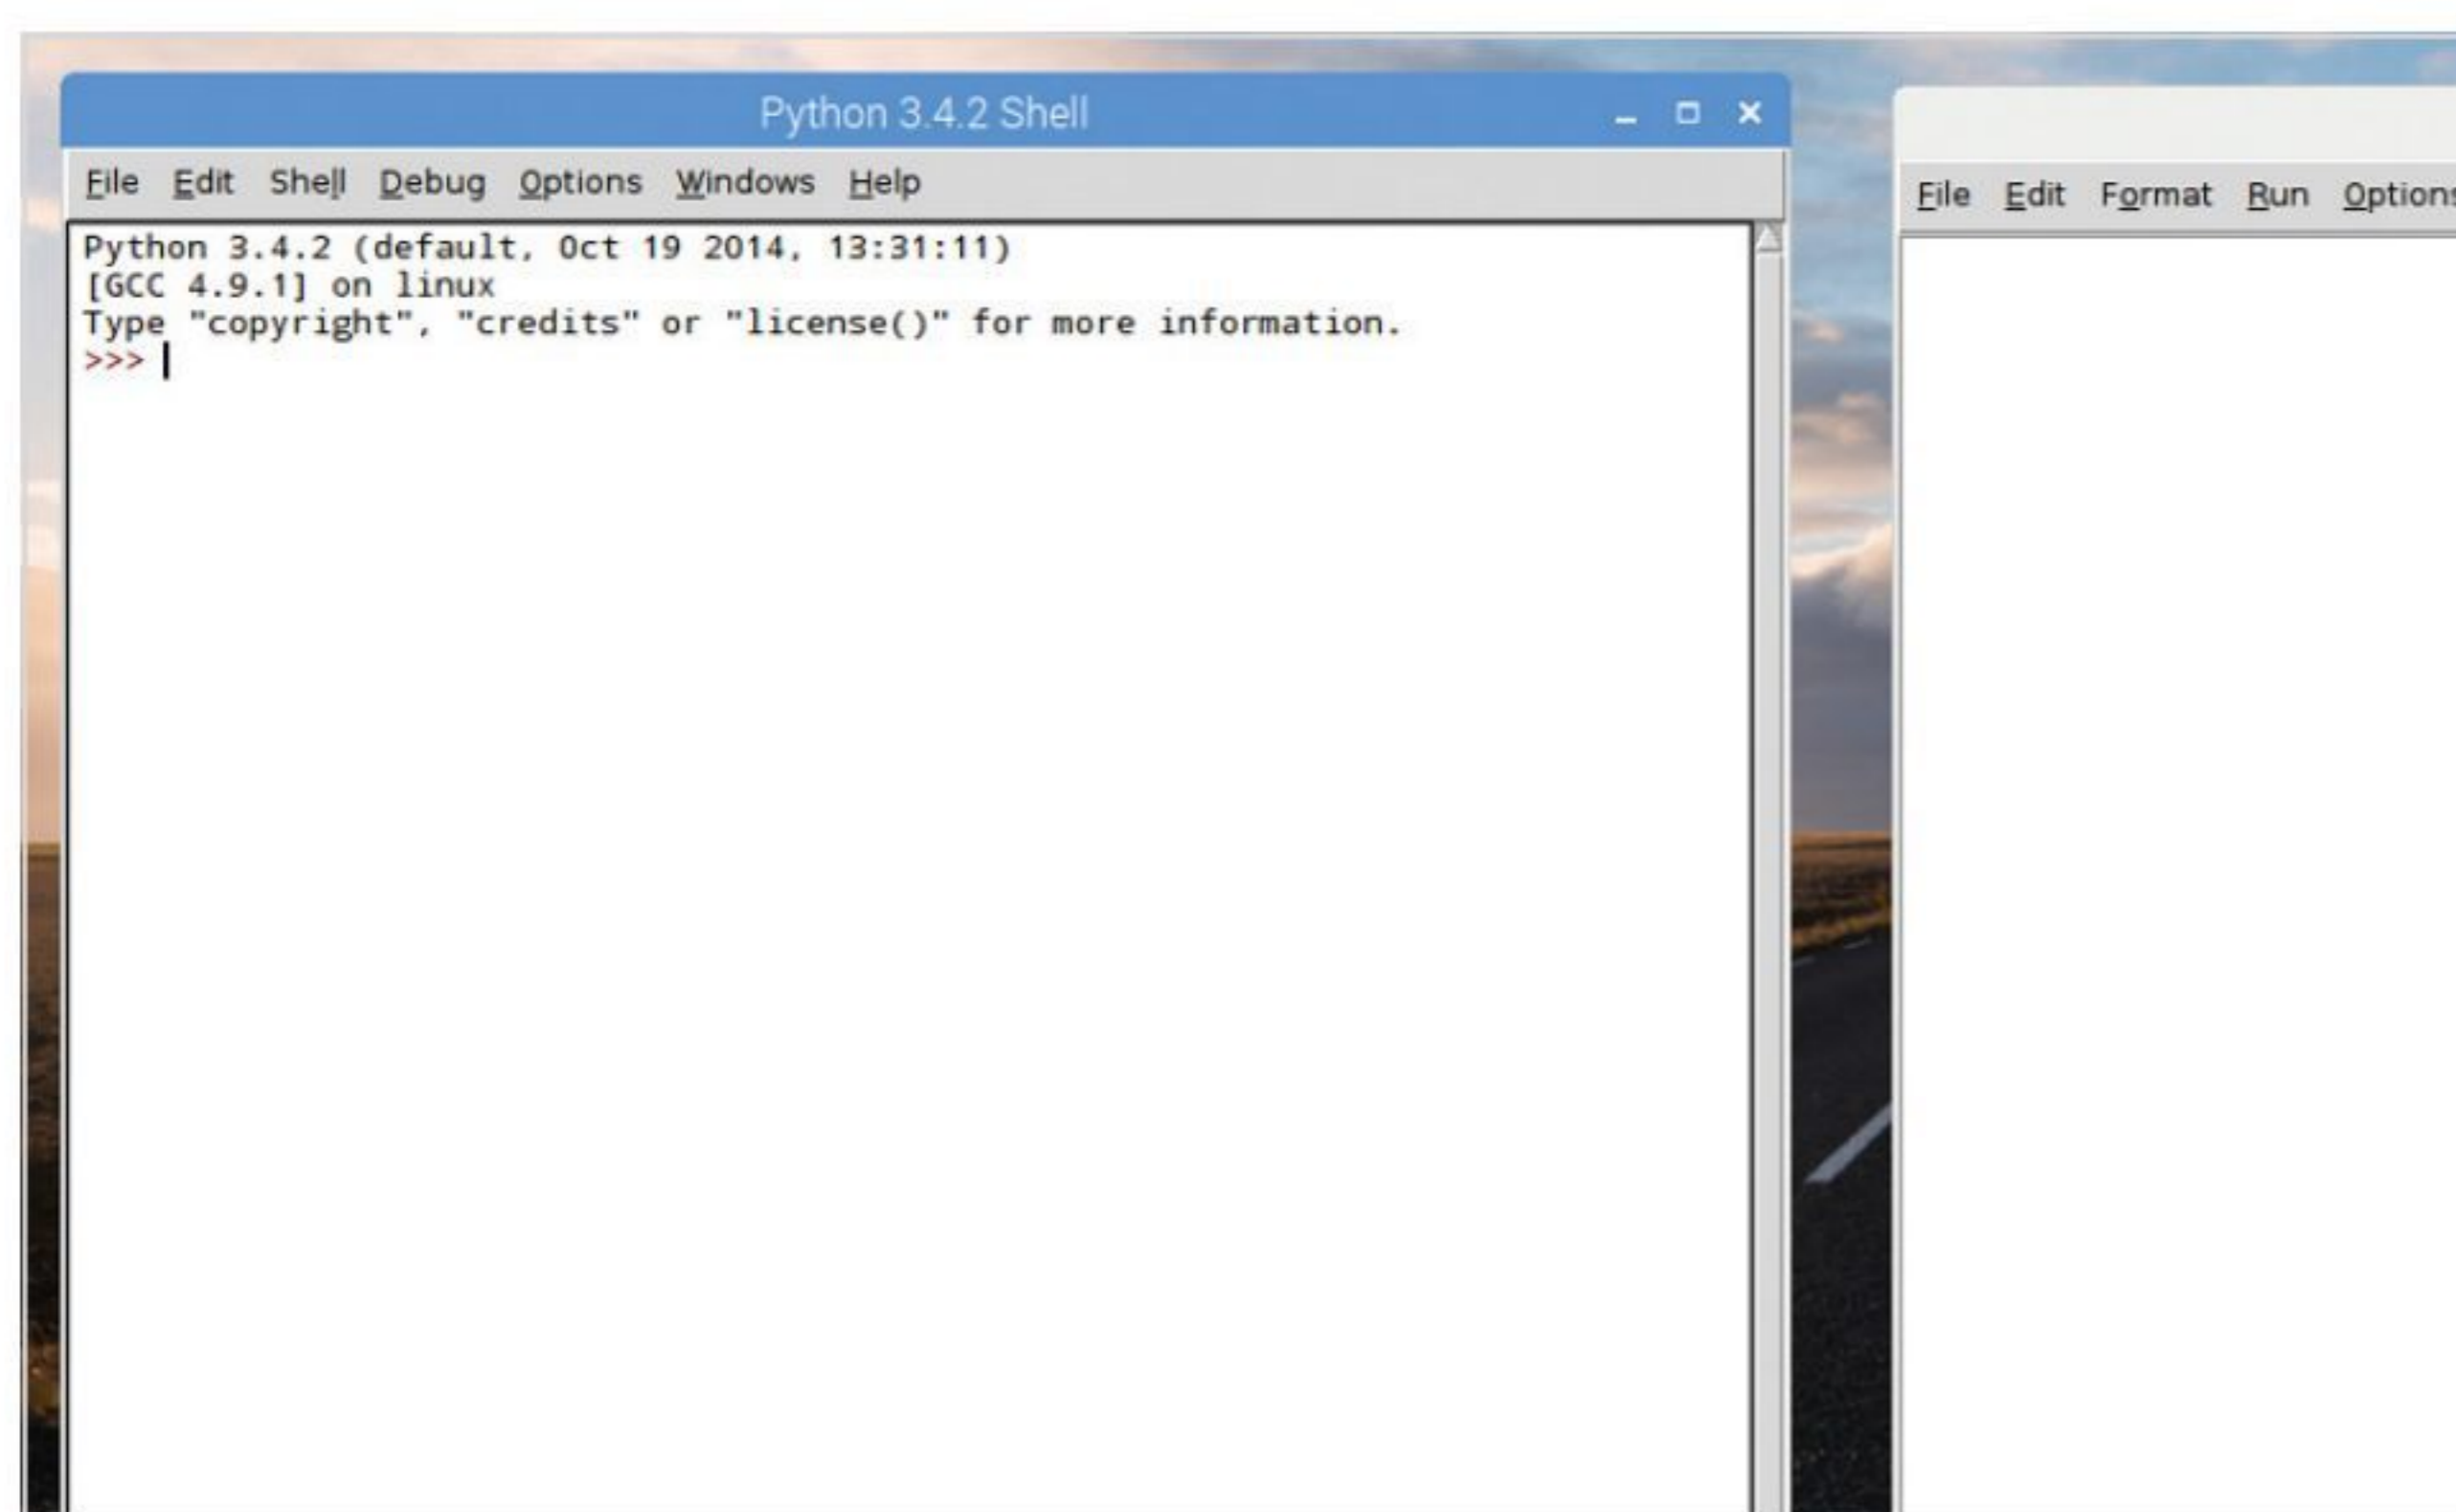 Python 3.4.2 Shell
File Edit Shell Debug Options Windows Help
Python 3.4.2 (default, Oct 19 2014, 13:31:11)
[GCC 4.9.1] on linux
Type "copyright", "credits" or "license()" for more information.
>>>
File Edit Format Run Options